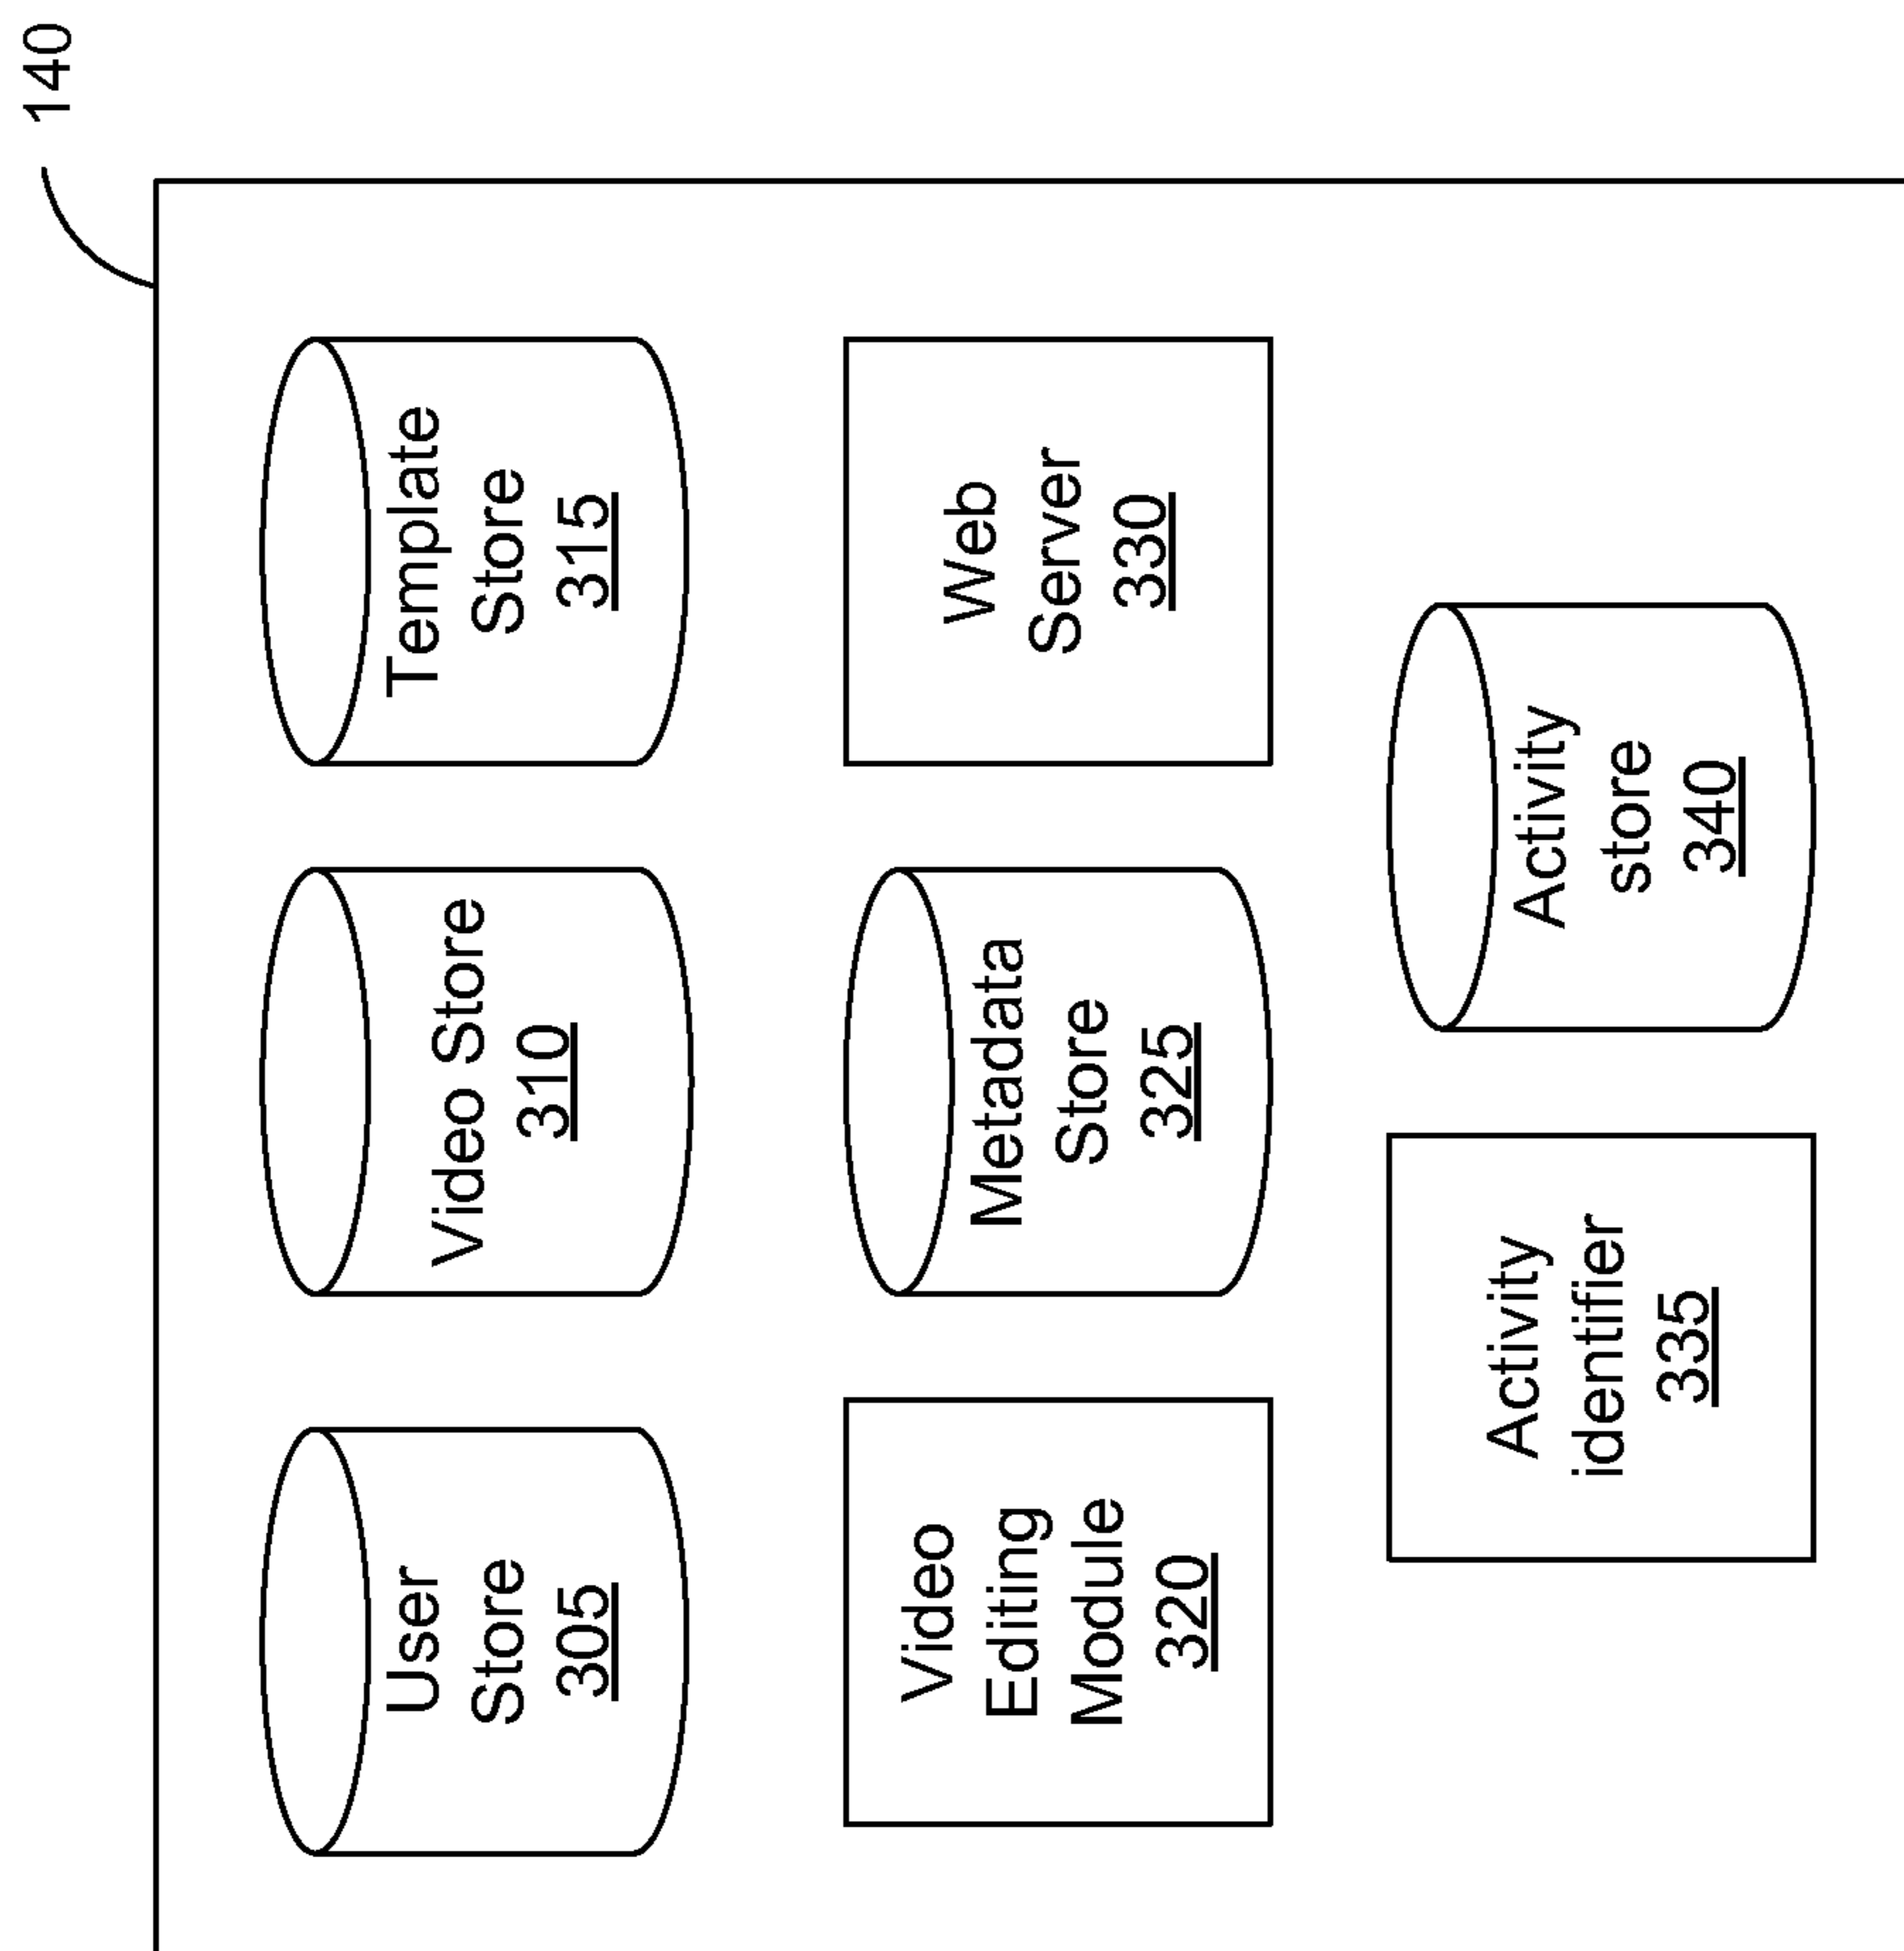 140
User
Store
305
Video Store
310
Template
Store
315
Video
Editing
Module
320
Metadata
Store
325
Web
Server
330
Activity
identifier
335
Activity
store
340